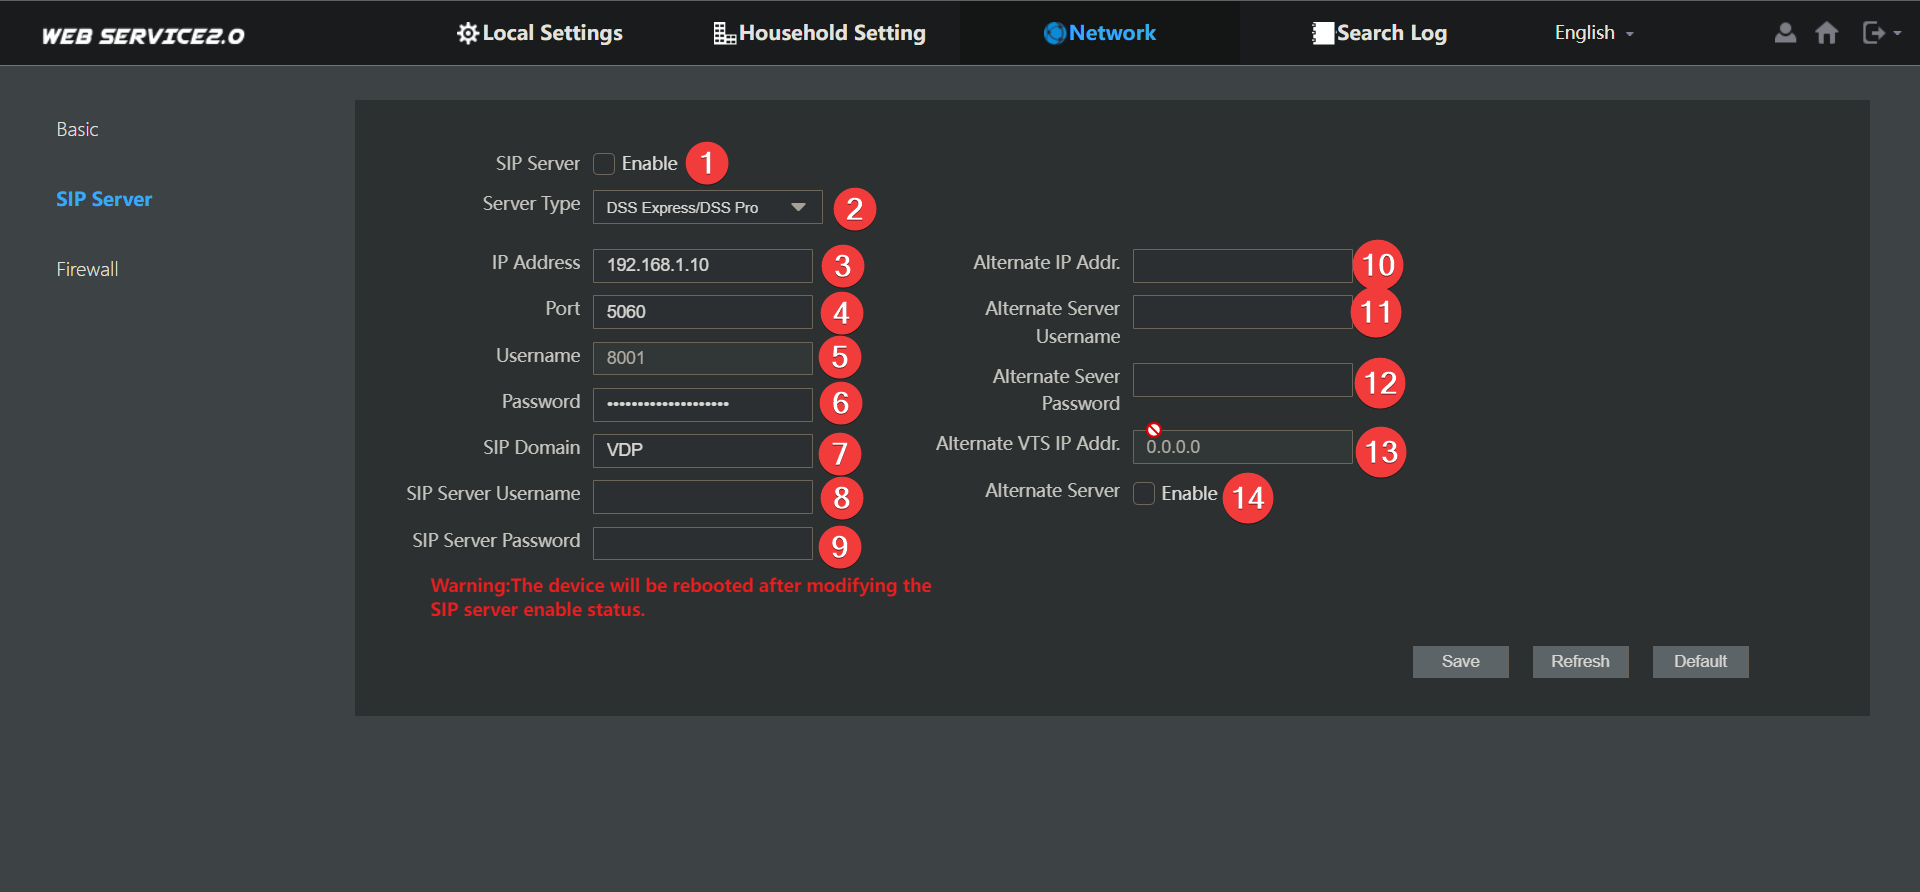 WEB SERVICE2.0
Local Settings
Household Setting
Network
Search Log
English
Basic
SIP Server
Firewall
SIP Server Enable 1
Server Type DSS Express/DSS Pro 2
IP Address 192.168.1.10 3
Port 5060 4
Username 8001 5
Password •••••••••••••••••••• 6
SIP Domain VDP 7
SIP Server Username 8
SIP Server Password 9
Warning:The device will be rebooted after modifying the
SIP server enable status.
Alternate IP Addr. 10
Alternate Server
Username 11
Alternate Sever
Password 12
Alternate VTS IP Addr. 0.0.0.0 13
Alternate Server Enable 14
Save
Refresh
Default